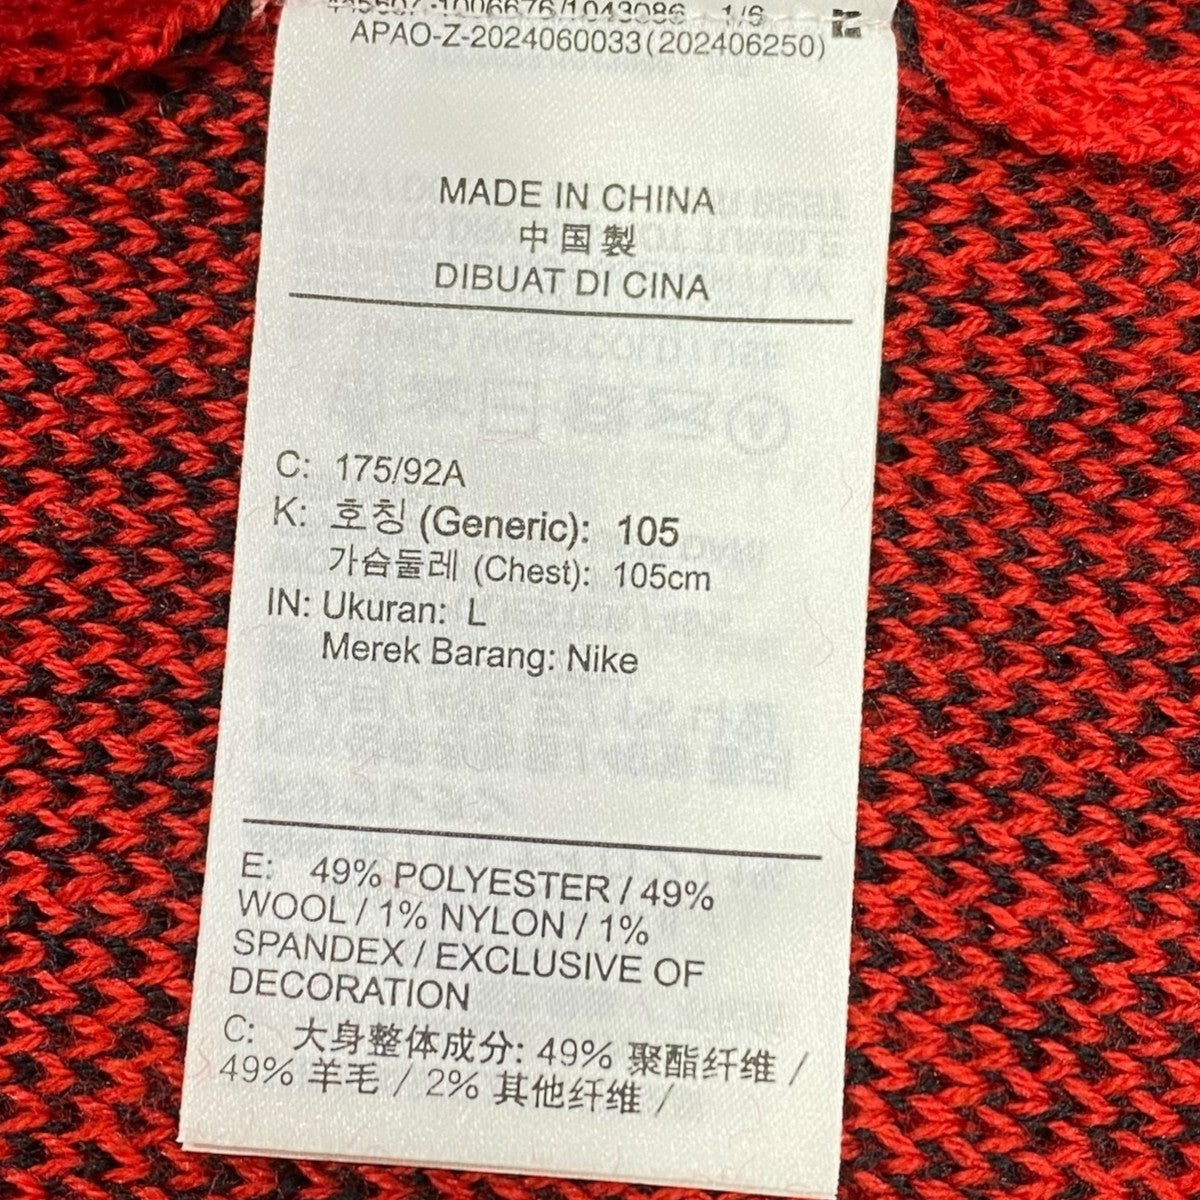 1/6
APAO-Z-2024060033(202406250)
MADE IN CHINA
中国製
DIBUAT DI CINA
C: 175/92A
K: 호칭 (Generic): 105
가슴둘레 (Chest): 105cm
IN: Ukuran: L
Merek Barang: Nike
E: 49% POLYESTER / 49%
WOOL / 1% NYLON / 1%
SPANDEX / EXCLUSIVE OF
DECORATION
C: 大身整体成分: 49% 聚酯纤维 /
49% 羊毛 / 2% 其他纤维 /